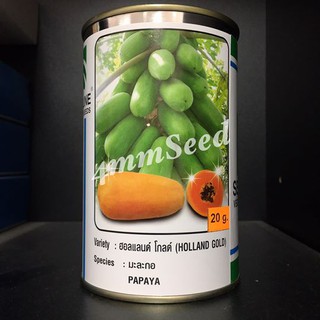 4mmSeed
20 g.
Variety : ฮอลแลนด์ โกลด์ (HOLLAND GOLD)
Species : มะละกอ
PAPAYA